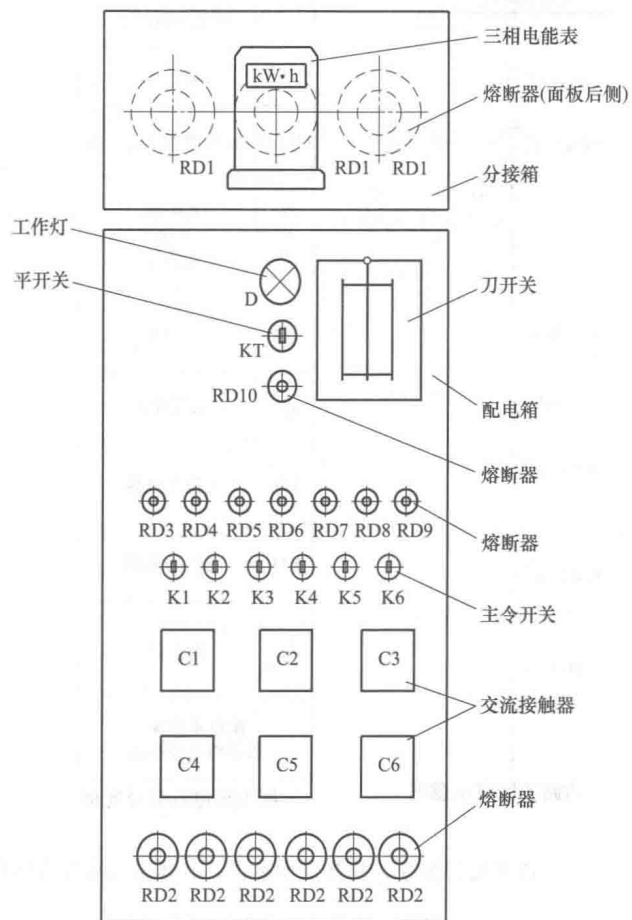 三相电能表
kW·h
熔断器(面板后侧)
RD1 RD1 RD1
分接箱
工作灯
平开关
D
刀开关
KT
RD10
配电箱
熔断器
RD3 RD4 RD5 RD6 RD7 RD8 RD9
熔断器
K1 K2 K3 K4 K5 K6
主令开关
C1 C2 C3
交流接触器
C4 C5 C6
熔断器
RD2 RD2 RD2 RD2 RD2 RD2